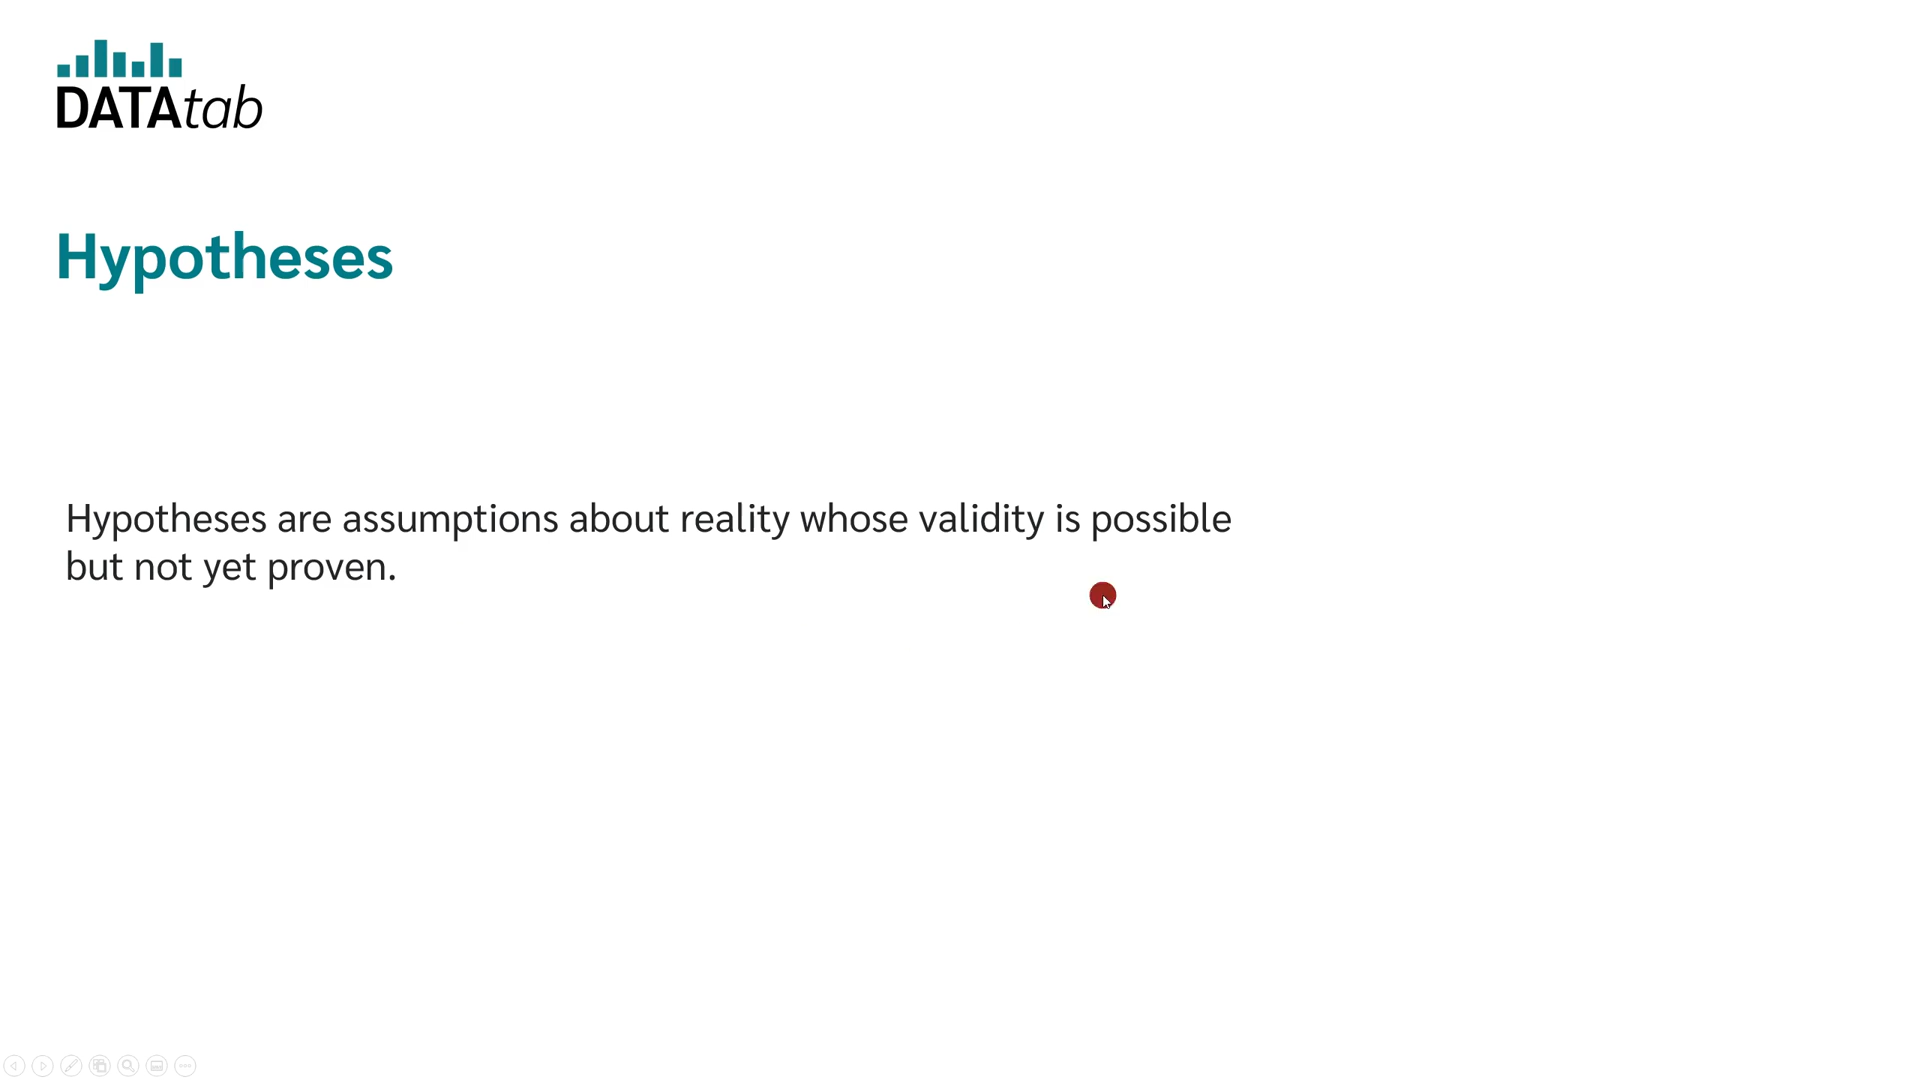 DATAtab
Hypotheses
Hypotheses are assumptions about reality whose validity is possible
but not yet proven.